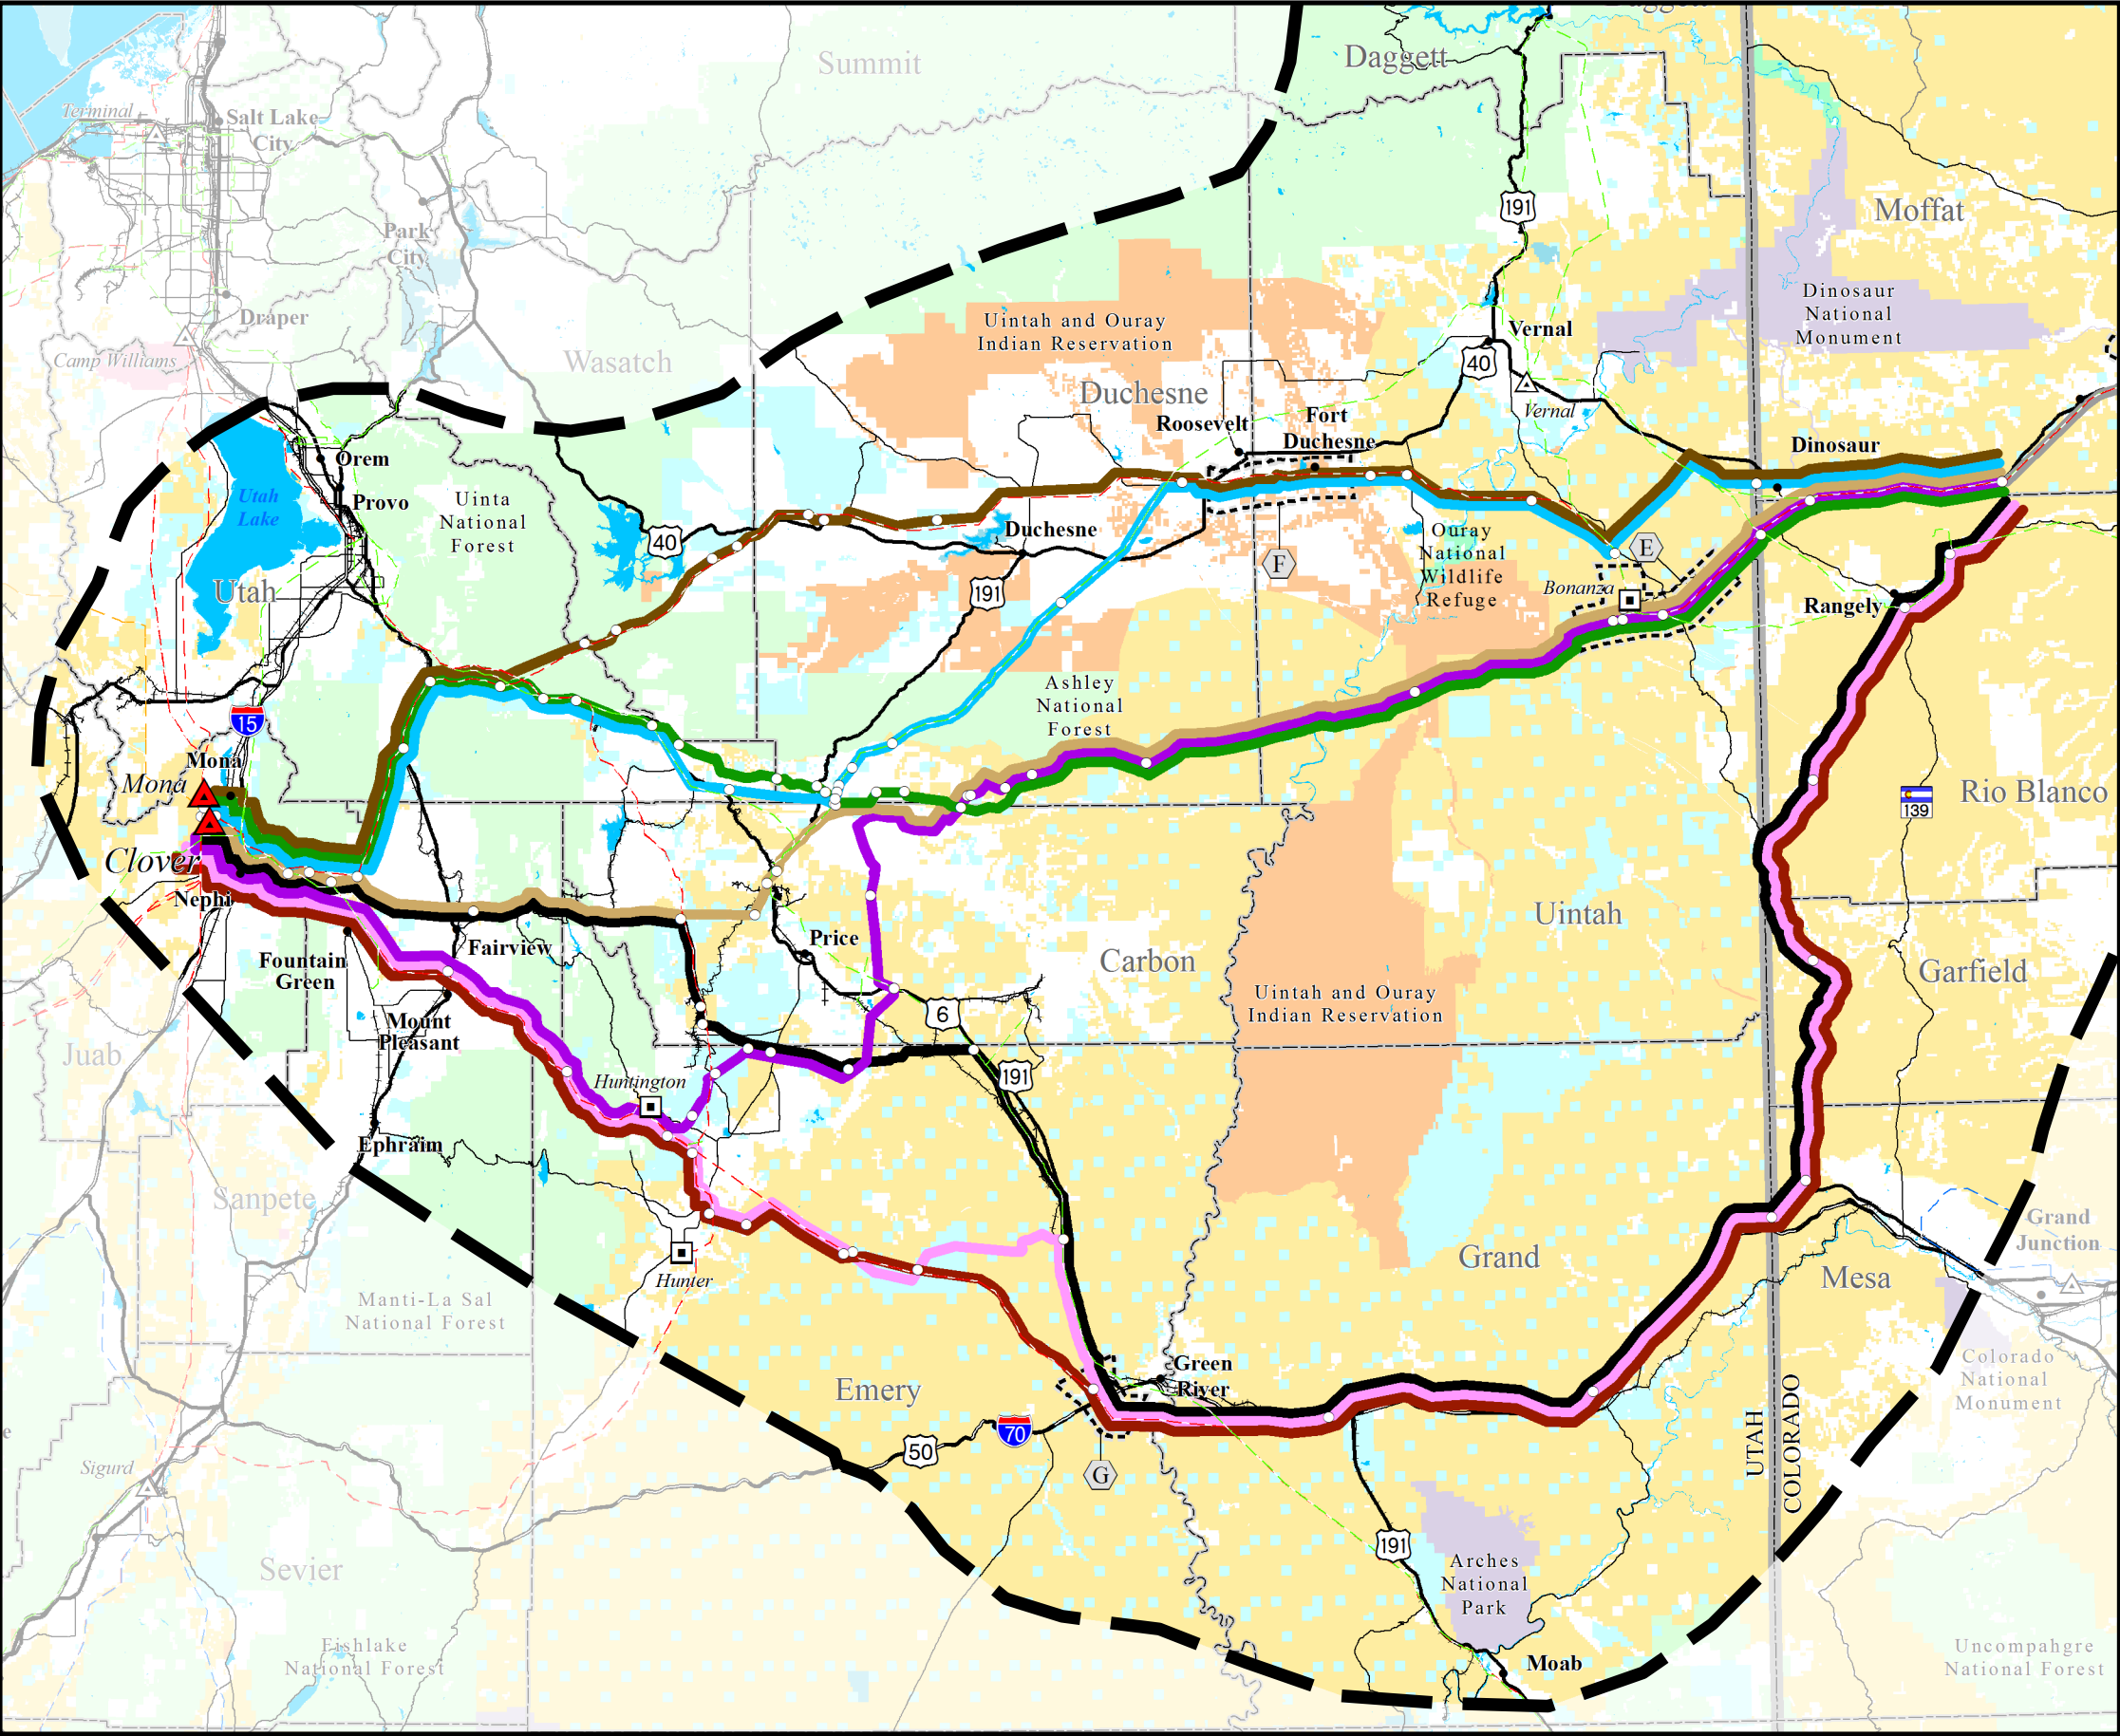 Daggett
Summit
Terminal
Salt Lake
City
191
Moffat
Park
City
Dinosaur
National
Monument
Draper
Uintah and Ouray
Indian Reservation
Vernal
Camp Williams
Wasatch
40
Duchesne
Vernal
Roosevelt
Fort
Duchesne
Dinosaur
Orem
Utah
Lake
Provo
Uinta
National
Forest
40
Duchesne
Ouray
National
Wildlife
Refuge
E
F
Bonanza
Utah
191
Rangely
Ashley
National
Forest
15
Mona
Mona
Rio Blanco
139
Clover
Nephi
Uintah
Fairview
Price
Carbon
Fountain
Green
Garfield
Uintah and Ouray
Indian Reservation
6
Mount
Pleasant
Juab
191
Huntington
Ephraim
Sanpete
Grand
Junction
Grand
Mesa
Hunter
Manti-La Sal
National Forest
Green
River
Colorado
National
Monument
Emery
UTAH
COLORADO
70
50
e
Sigurd
G
191
Arches
National
Park
Sevier
Fishlake
National Forest
Moab
Uncompahgre
National Forest